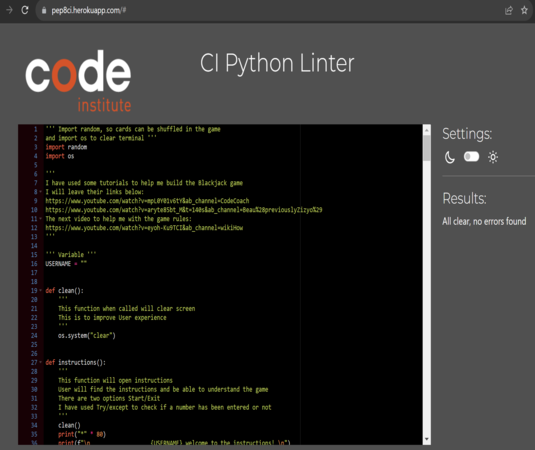 pep8ci.herokuapp.com/#
code
institute
CI Python Linter
1 ''' Import random, so cards can be shuffled in the game
2 and import os to clear terminal '''
3 import random
4 import os
5
6 '''
7 I have used some tutorials to help me build the Blackjack game
8 I will leave their links below:
9 https://www.youtube.com/watch?v=mpL0Y01v6tY&ab_channel=CodeCoach
10 https://www.youtube.com/watch?v=aryte85bt_M&t=140s&ab_channel=Beau%28previouslyZizyo%29
11 The next video to help me with the game rules:
12 https://www.youtube.com/watch?v=eyoh-Ku9TCI&ab_channel=wikiHow
13 '''
14
15 ''' Variable '''
16 USERNAME = ""
17
18
19 def clean():
20 '''
21 This function when called will clear screen
22 This is to improve User experience
23 '''
24 os.system("clear")
25
26
27 def instructions():
28 '''
29 This function will open instructions
30 User will find the instructions and be able to understand the game
31 There are two options Start/Exit
32 I have used Try/except to check if a number has been entered or not
33 '''
34 clean()
35 print("*" * 80)
36 print(f"\n {USERNAME} welcome to the instructions! \n")
Settings:
Results:
All clear, no errors found